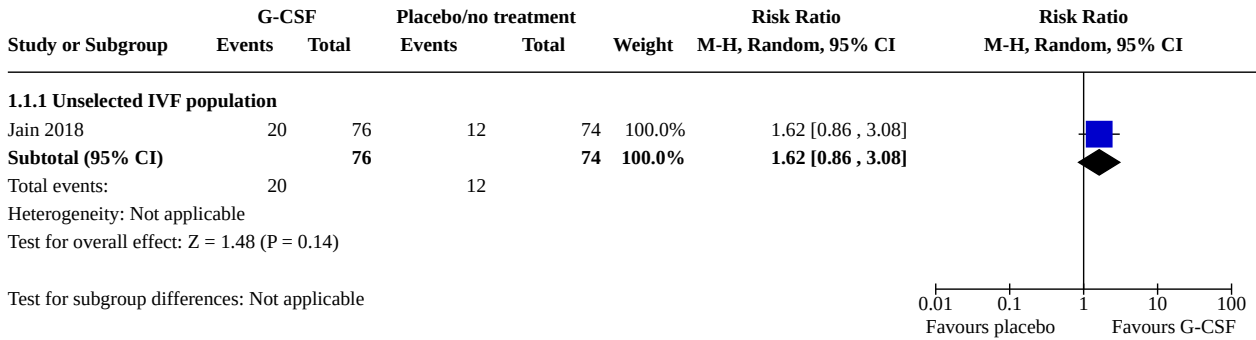 G-CSF Placebo/no treatment Risk Ratio Risk Ratio
Study or Subgroup Events Total Events Total Weight M-H, Random, 95% CI M-H, Random, 95% CI
1.1.1 Unselected IVF population
Jain 2018 20 76 12 74 100.0% 1.62 [0.86 , 3.08]
Subtotal (95% CI) 76 74 100.0% 1.62 [0.86 , 3.08]
Total events: 20 12
Heterogeneity: Not applicable
Test for overall effect: Z = 1.48 (P = 0.14)
Test for subgroup differences: Not applicable
0.01 0.1 1 10 100
Favours placebo Favours G-CSF